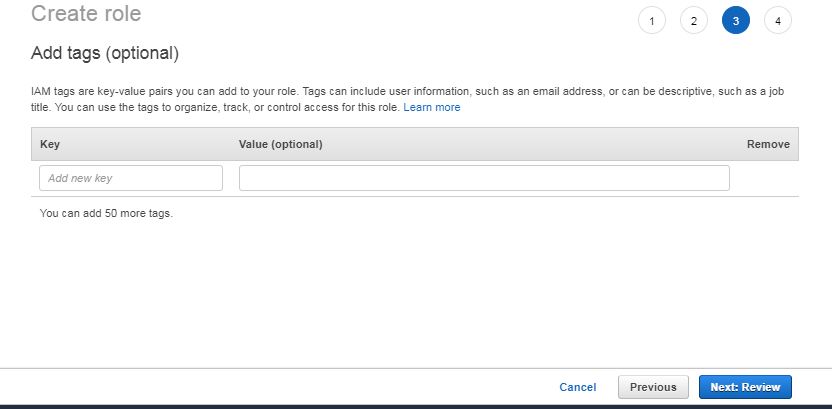 Create role
1 2 3 4
Add tags (optional)
IAM tags are key-value pairs you can add to your role. Tags can include user information, such as an email address, or can be descriptive, such as a job
title. You can use the tags to organize, track, or control access for this role. Learn more
Key Value (optional) Remove
Add new key
You can add 50 more tags.
Cancel Previous Next: Review